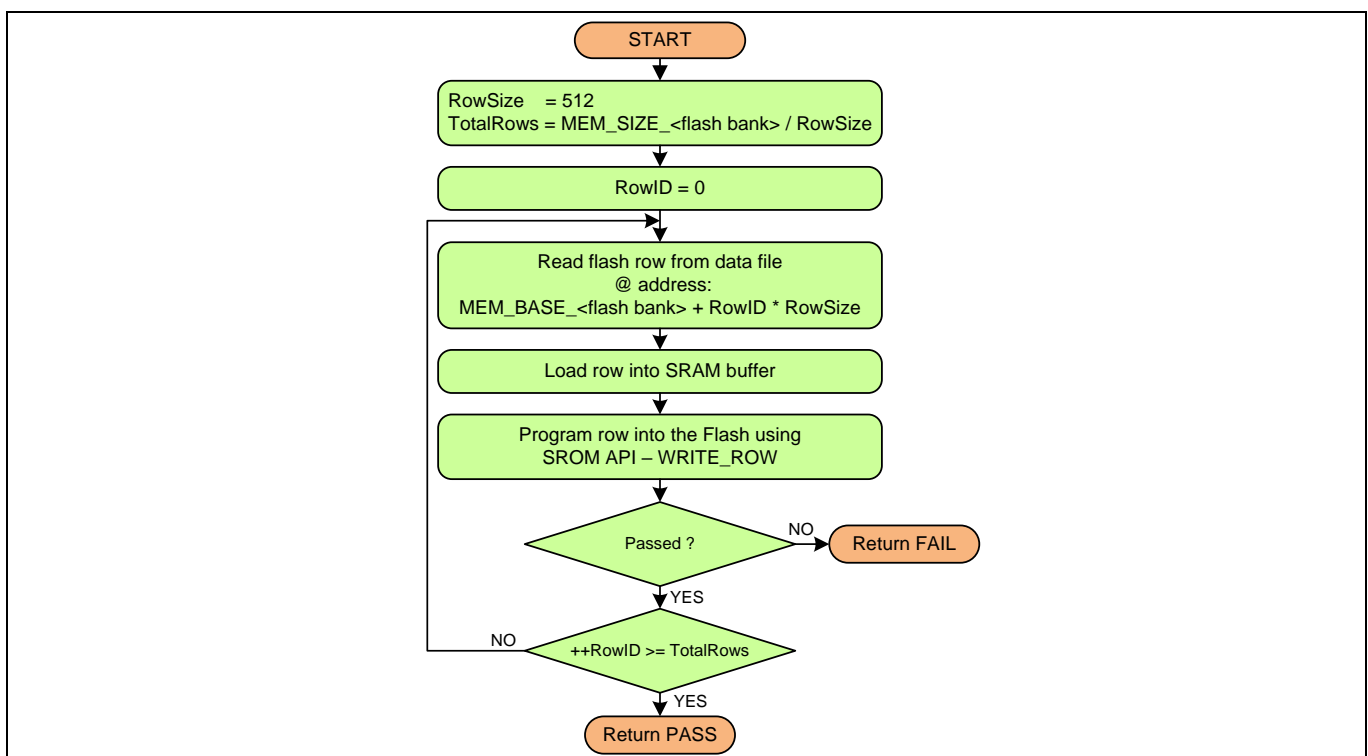 START
RowSize = 512
TotalRows = MEM_SIZE_<flash bank> / RowSize
RowID = 0
Read flash row from data file
@ address:
MEM_BASE_<flash bank> + RowID * RowSize
Load row into SRAM buffer
Program row into the Flash using
SROM API – WRITE_ROW
Passed ?
NO
Return FAIL
YES
NO
++RowID >= TotalRows
YES
Return PASS